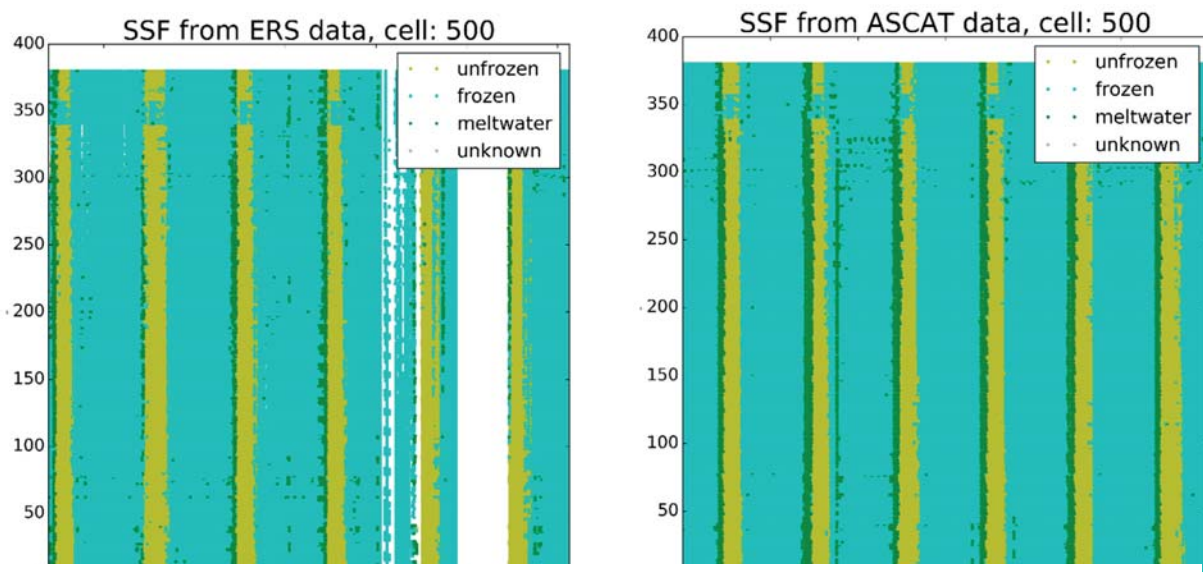 SSF from ERS data, cell: 500
400
350
300
250
200
150
100
50
unfrozen
frozen
meltwater
unknown
SSF from ASCAT data, cell: 500
400
350
300
250
200
150
100
50
unfrozen
frozen
meltwater
unknown